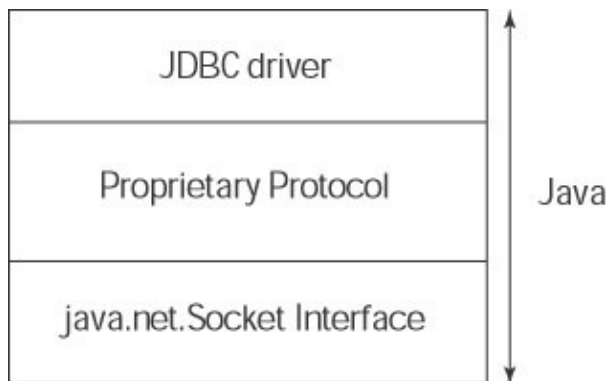 JDBC driver
Proprietary Protocol
Java
java.net.Socket Interface